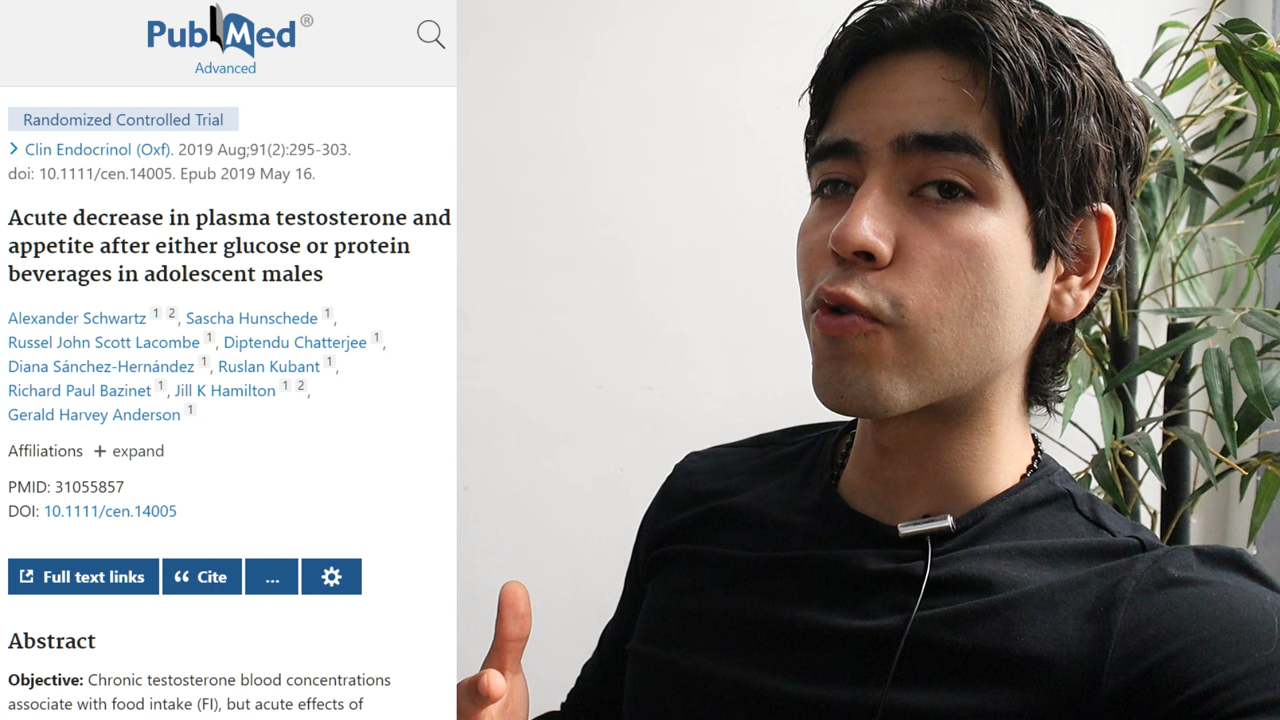 PubMed®
Advanced
Randomized Controlled Trial
> Clin Endocrinol (Oxf). 2019 Aug;91(2):295-303.
doi: 10.1111/cen.14005. Epub 2019 May 16.
Acute decrease in plasma testosterone and
appetite after either glucose or protein
beverages in adolescent males
Alexander Schwartz 1 2, Sascha Hunschede 1,
Russel John Scott Lacombe 1, Diptendu Chatterjee 1,
Diana Sánchez-Hernández 1, Ruslan Kubant 1,
Richard Paul Bazinet 1, Jill K Hamilton 1 2,
Gerald Harvey Anderson 1
Affiliations + expand
PMID: 31055857
DOI: 10.1111/cen.14005
Full text links
Cite
...
Abstract
Objective: Chronic testosterone blood concentrations
associate with food intake (FI), but acute effects of